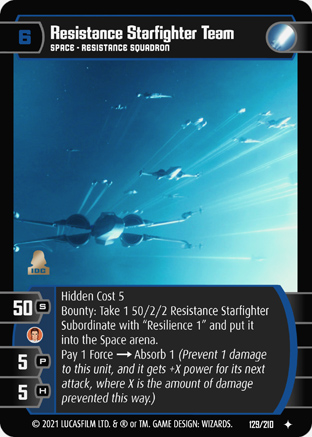 6
Resistance Starfighter Team
SPACE - RESISTANCE SQUADRON
IDC
50 S
5 P
5 H
Hidden Cost 5
Bounty: Take 1 50/2/2 Resistance Starfighter
Subordinate with “Resilience 1” and put it
into the Space arena.
Pay 1 Force → Absorb 1 (Prevent 1 damage
to this unit, and it gets +X power for its next
attack, where X is the amount of damage
prevented this way.)
© 2021 LUCASFILM LTD. & ® or TM. GAME DESIGN: WIZARDS.
129/210